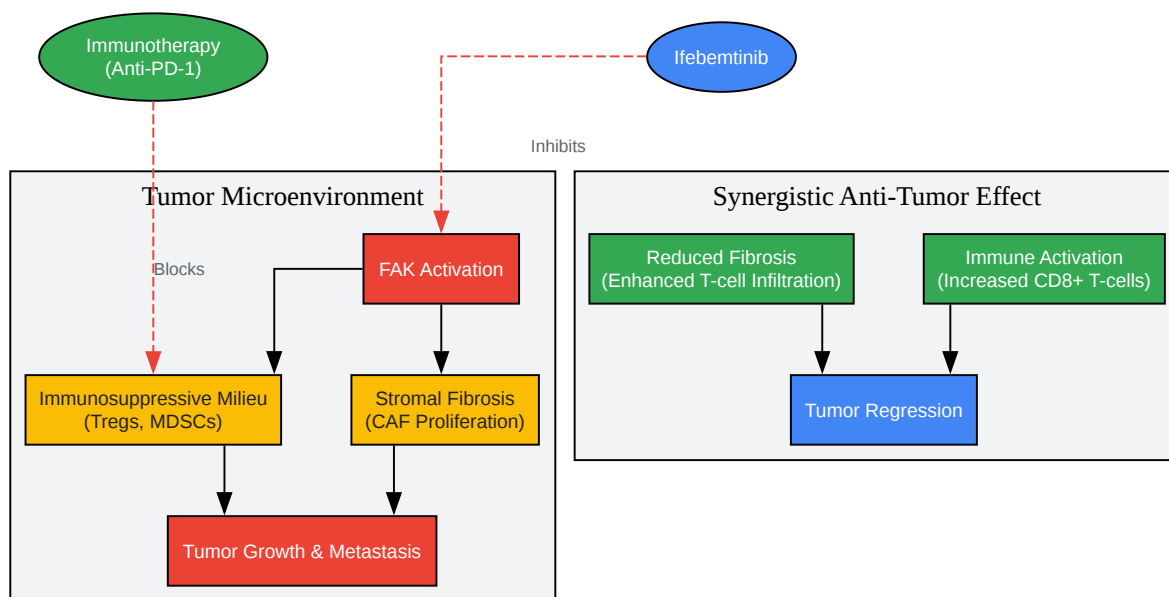 Immunotherapy
(Anti-PD-1)
Ifebemtinib
Inhibits
Tumor Microenvironment
FAK Activation
Blocks
Immunosuppressive Milieu
(Tregs, MDSCs)
Stromal Fibrosis
(CAF Proliferation)
Tumor Growth & Metastasis
Synergistic Anti-Tumor Effect
Reduced Fibrosis
(Enhanced T-cell Infiltration)
Immune Activation
(Increased CD8+ T-cells)
Tumor Regression